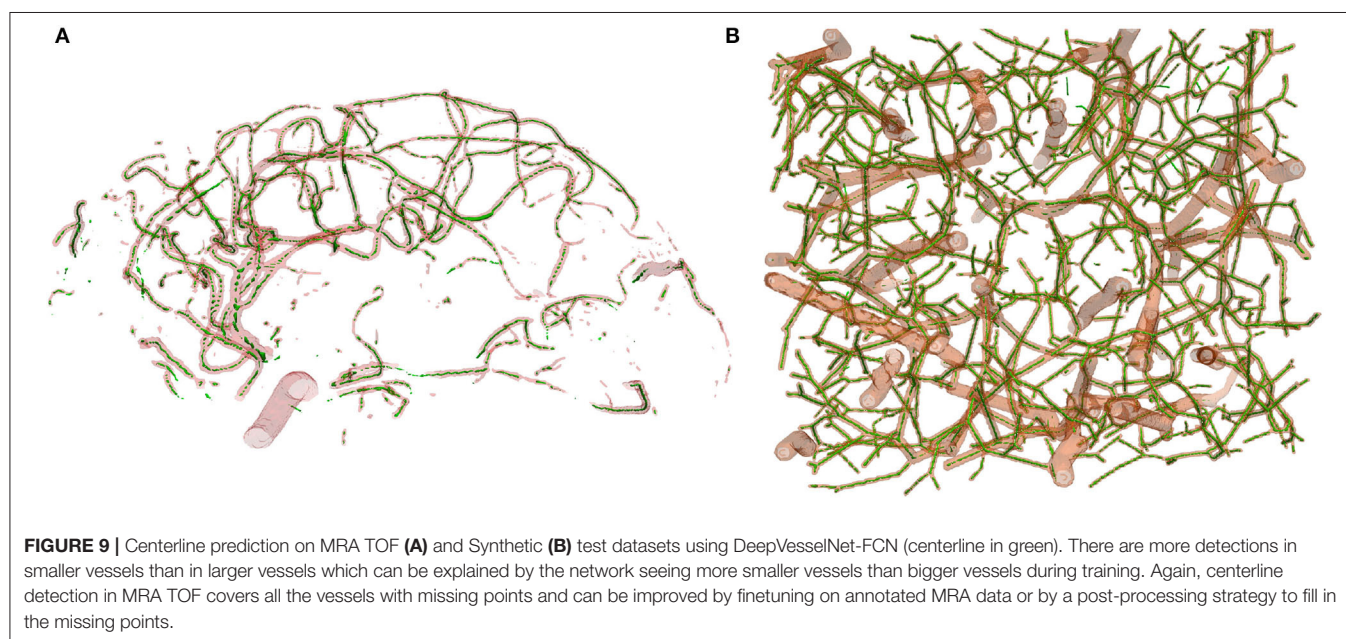 A
B
FIGURE 9 | Centerline prediction on MRA TOF (A) and Synthetic (B) test datasets using DeepVesselNet-FCN (centerline in green). There are more detections in
smaller vessels than in larger vessels which can be explained by the network seeing more smaller vessels than bigger vessels during training. Again, centerline
detection in MRA TOF covers all the vessels with missing points and can be improved by finetuning on annotated MRA data or by a post-processing strategy to fill in
the missing points.